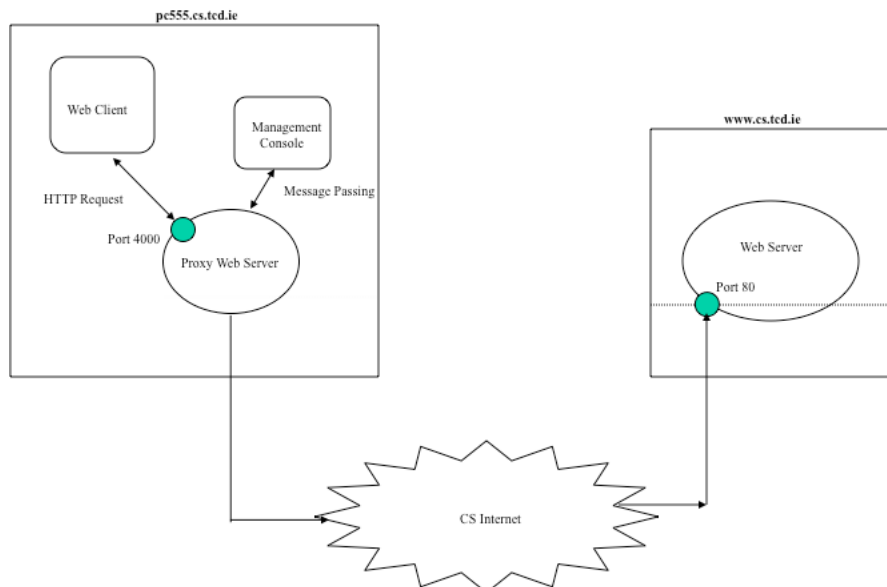 pc555.cs.tcd.ie
Web Client
Management
Console
www.cs.tcd.ie
HTTP Request
Message Passing
Port 4000
Proxy Web Server
Web Server
Port 80
CS Internet